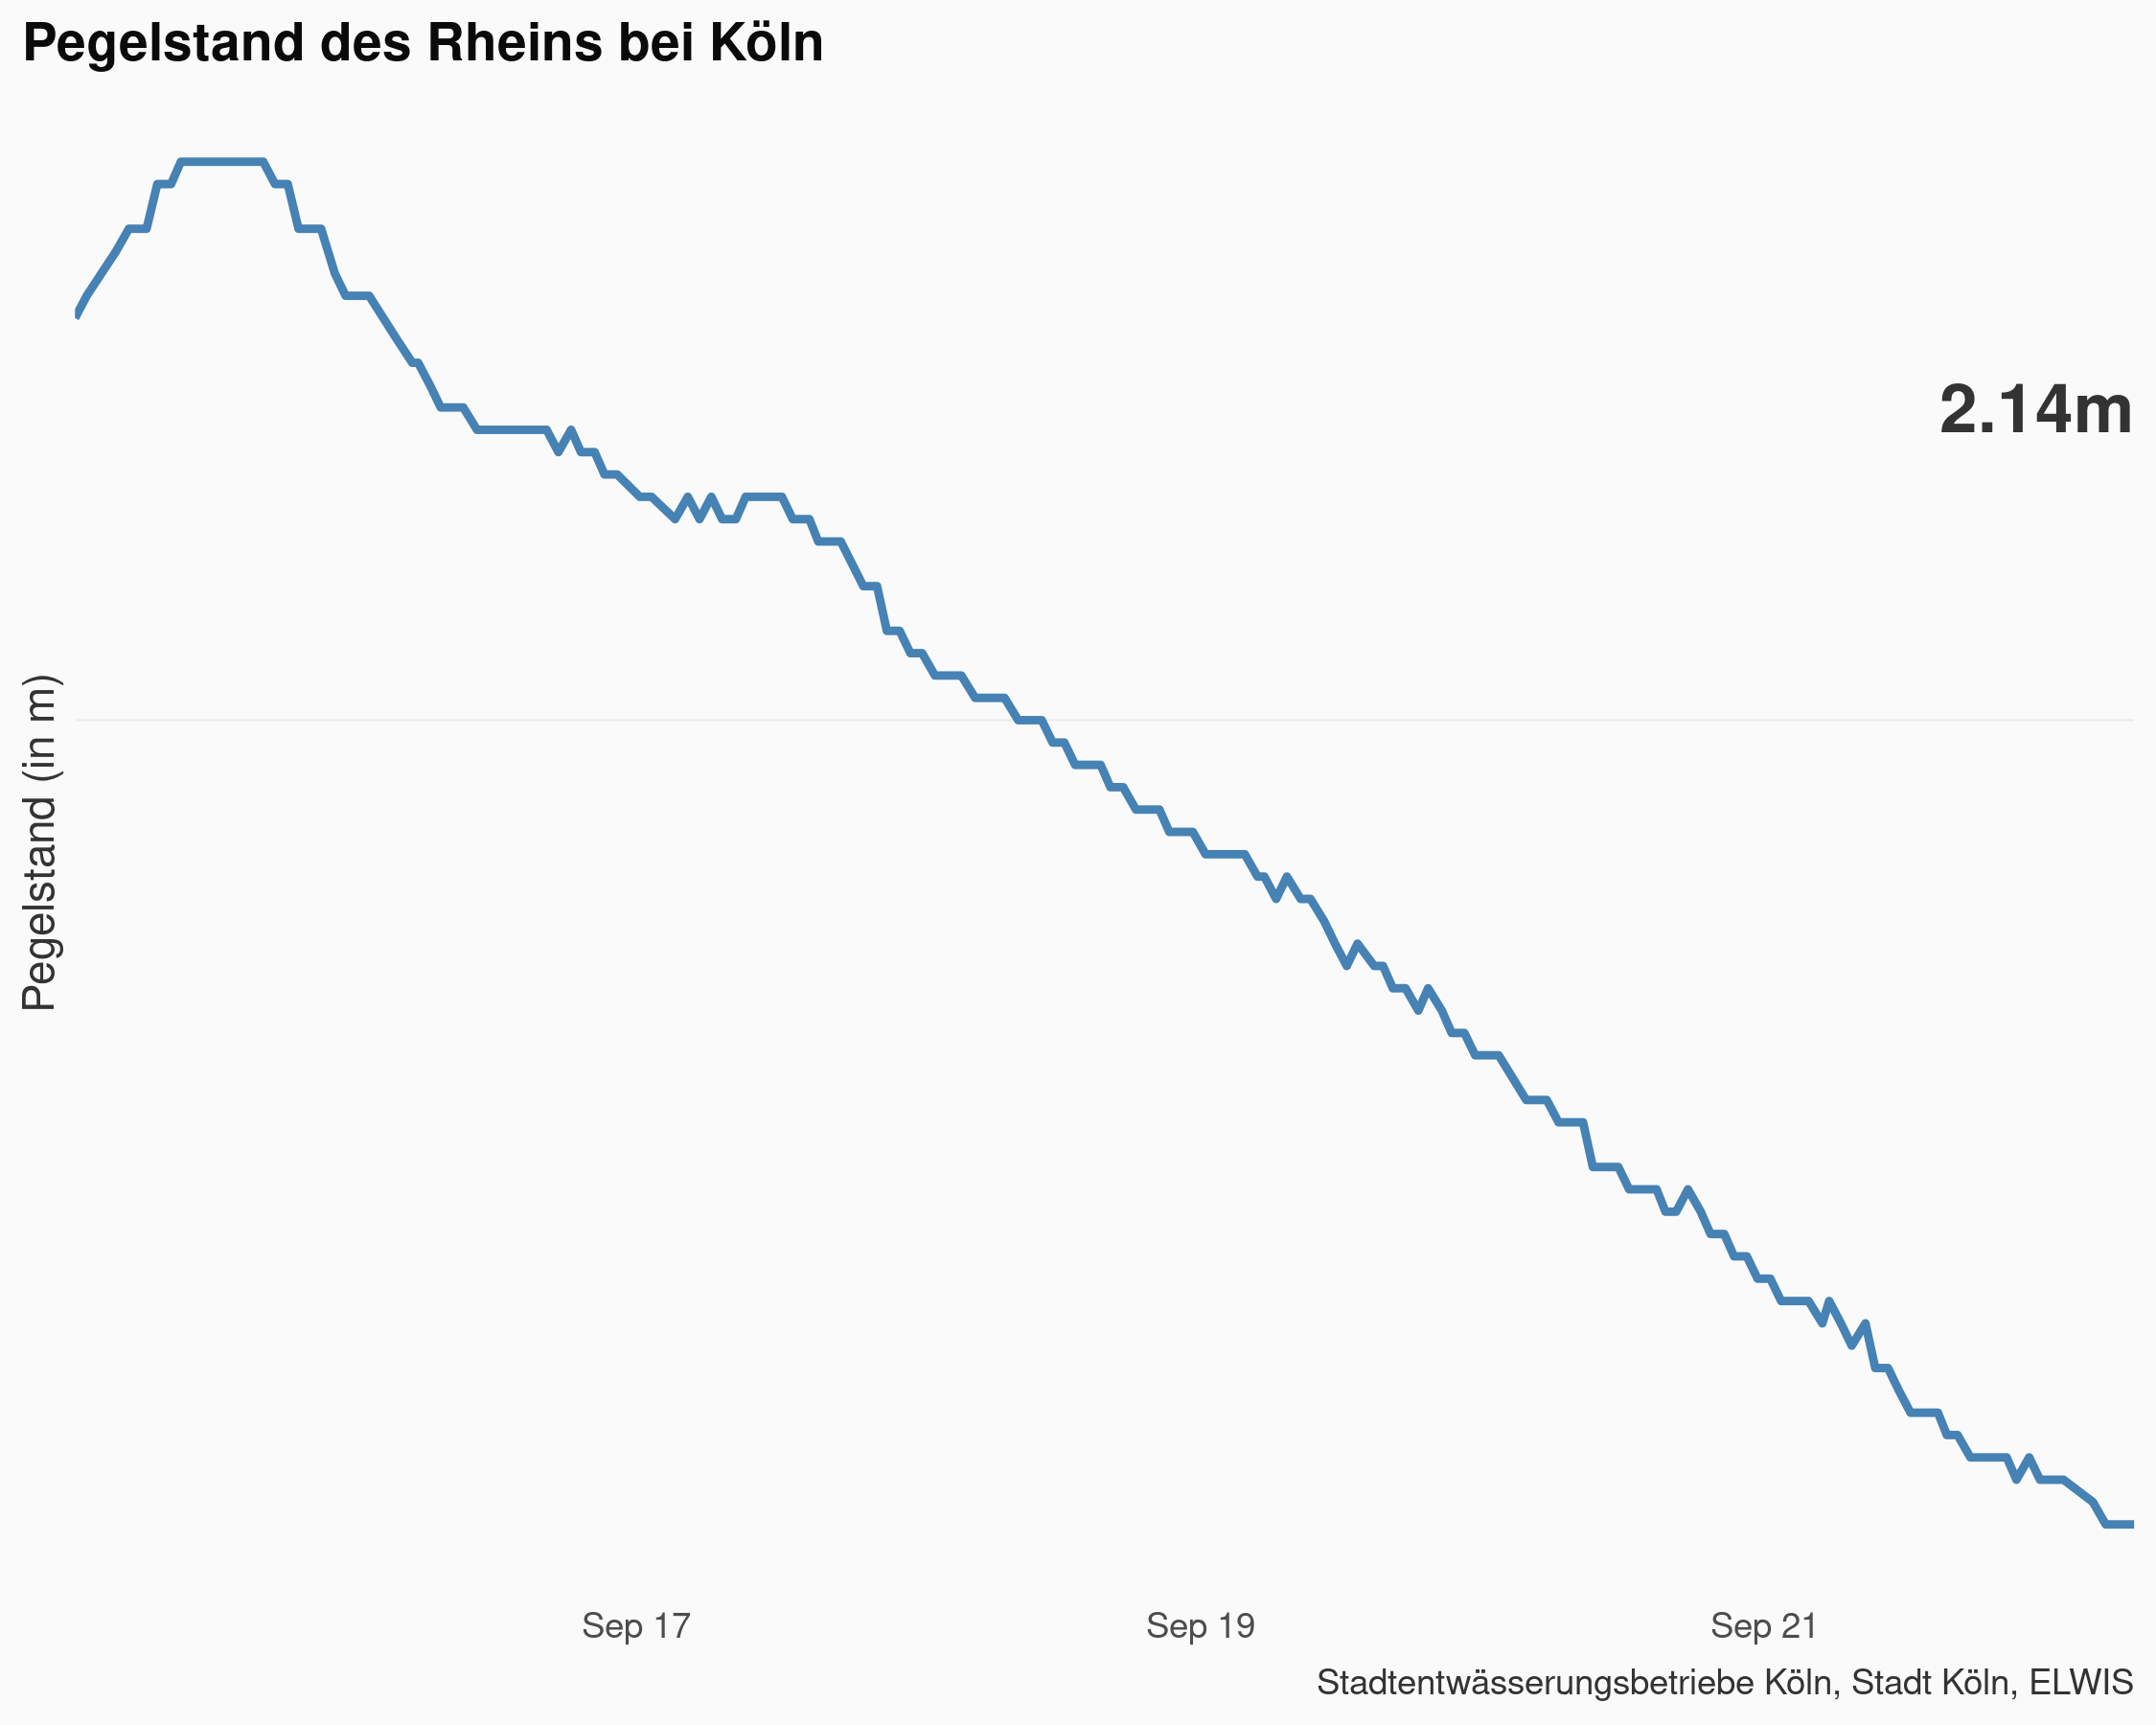 Pegelstand des Rheins bei Köln
2.14m
Pegelstand (in m)
Sep 17
Sep 19
Sep 21
Stadtentwässerungsbetriebe Köln, Stadt Köln, ELWIS